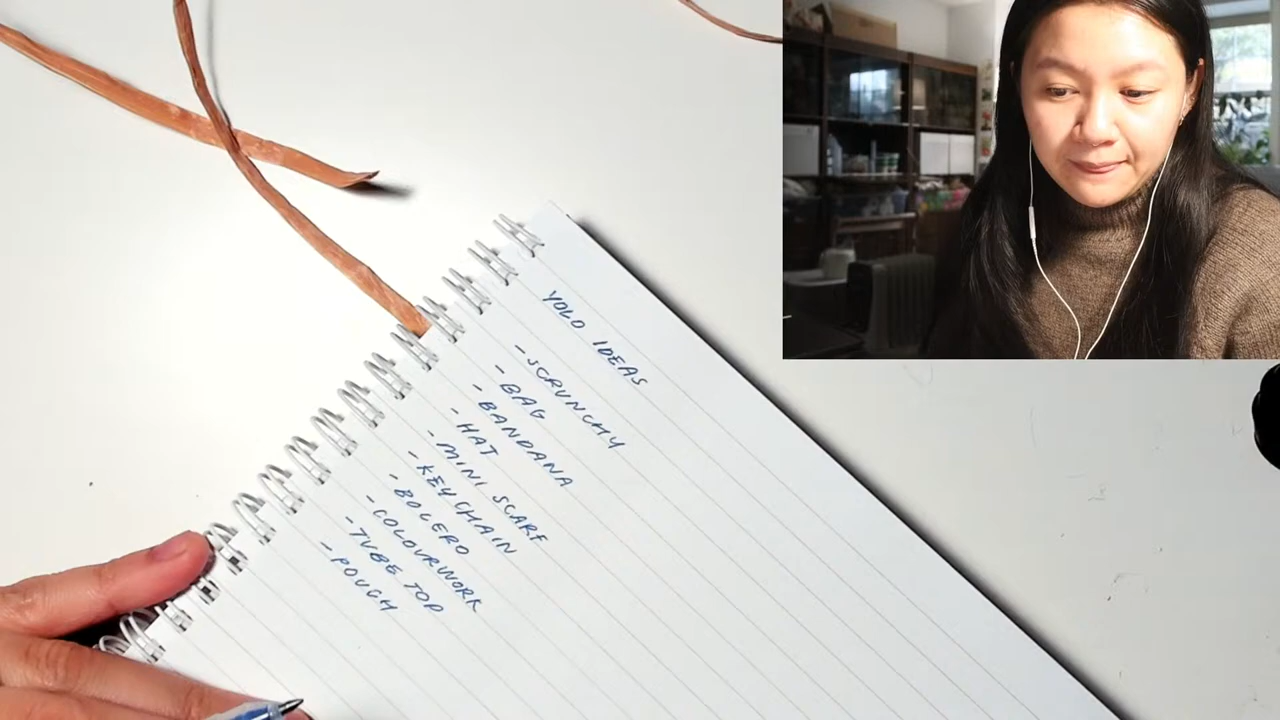 YOLO IDEAS
- SCRUNCHY
- BAG
- BANDANA
- HAT
- MINI SCARF
- KEYCHAIN
- BOLERO
- COLOURWORK
- TUBE TOP
- POUCH